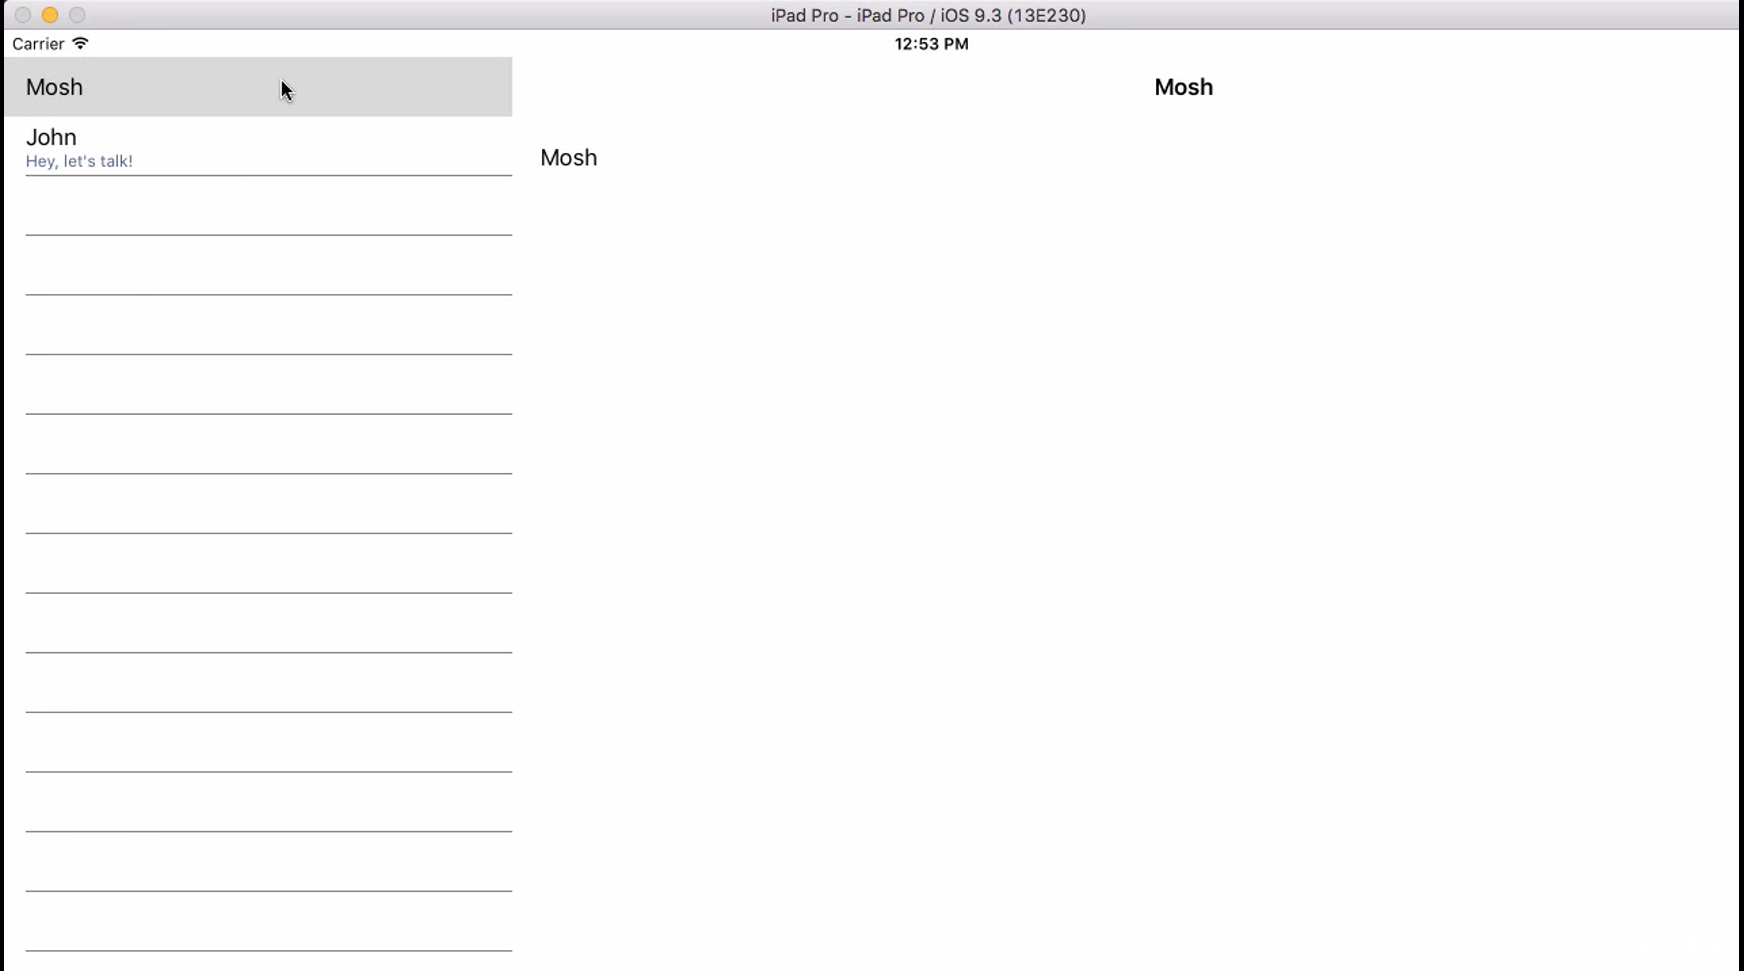 iPad Pro - iPad Pro / iOS 9.3 (13E230)
Carrier
12:53 PM
Mosh
John
Hey, let's talk!
Mosh
Mosh